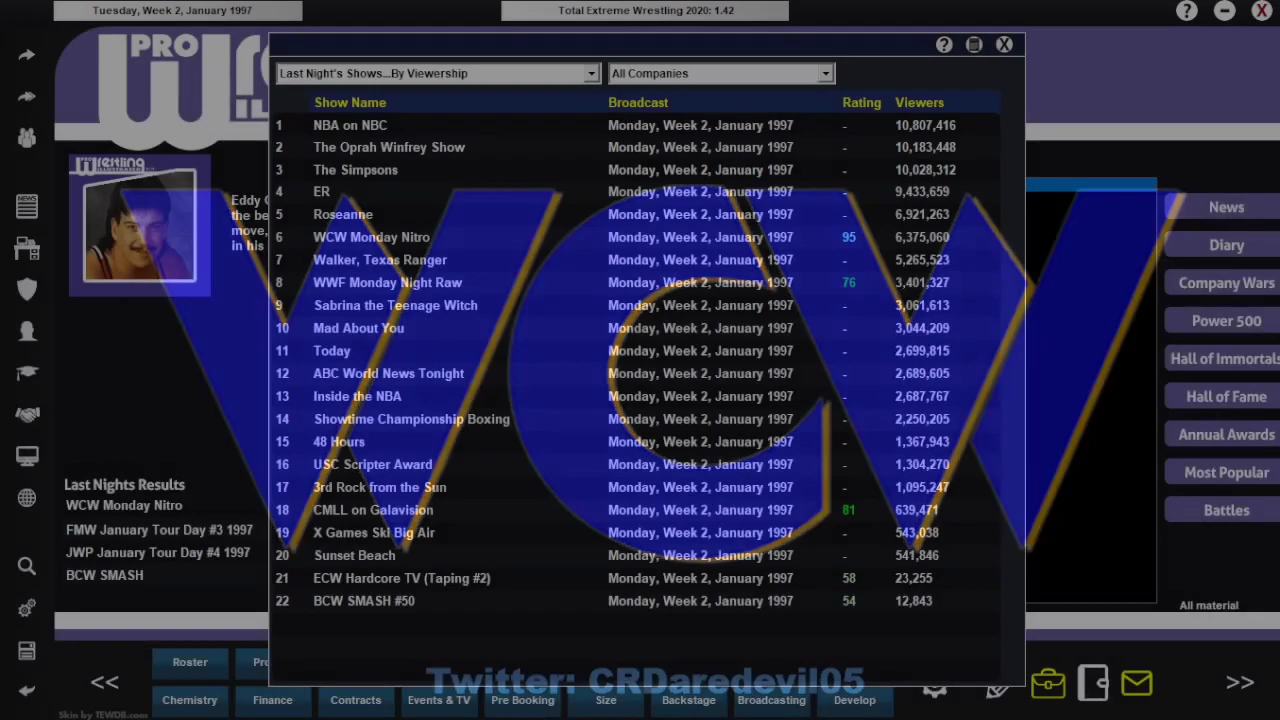 Tuesday, Week 2, January 1997
Total Extreme Wrestling 2020: 1.42
PRO
Last Night's Shows...By Viewership
All Companies
Show Name Broadcast Rating Viewers
1 NBA on NBC Monday, Week 2, January 1997 - 10,807,416
2 The Oprah Winfrey Show Monday, Week 2, January 1997 - 10,183,448
3 The Simpsons Monday, Week 2, January 1997 - 10,028,312
4 ER Monday, Week 2, January 1997 - 9,433,659
5 Roseanne Monday, Week 2, January 1997 - 6,921,263
6 WCW Monday Nitro Monday, Week 2, January 1997 95 6,375,060
7 Walker, Texas Ranger Monday, Week 2, January 1997 - 5,265,523
8 WWF Monday Night Raw Monday, Week 2, January 1997 76 3,401,327
9 Sabrina the Teenage Witch Monday, Week 2, January 1997 - 3,061,613
10 Mad About You Monday, Week 2, January 1997 - 3,044,209
11 Today Monday, Week 2, January 1997 - 2,699,815
12 ABC World News Tonight Monday, Week 2, January 1997 - 2,689,605
13 Inside the NBA Monday, Week 2, January 1997 - 2,687,767
14 Showtime Championship Boxing Monday, Week 2, January 1997 - 2,250,205
15 48 Hours Monday, Week 2, January 1997 - 1,367,943
16 USC Scripter Award Monday, Week 2, January 1997 - 1,304,270
17 3rd Rock from the Sun Monday, Week 2, January 1997 - 1,095,247
18 CMLL on Galavision Monday, Week 2, January 1997 81 639,471
19 X Games Ski Big Air Monday, Week 2, January 1997 - 543,038
20 Sunset Beach Monday, Week 2, January 1997 - 541,846
21 ECW Hardcore TV (Taping #2) Monday, Week 2, January 1997 58 23,255
22 BCW SMASH #50 Monday, Week 2, January 1997 54 12,843
PRO Wrestling
Eddy
the be
move,
in his
WCW
News
Diary
Company Wars
Power 500
Hall of Immortals
Hall of Fame
Annual Awards
Most Popular
Battles
Last Nights Results
WCW Monday Nitro
FMW January Tour Day #3 1997
JWP January Tour Day #4 1997
BCW SMASH
All material
<<
Roster
Twitter: CRDaredevil05
>>
Chemistry
Finance
Contracts
Events & TV
Pre Booking
Size
Backstage
Broadcasting
Develop
Skin by TEWDB.com